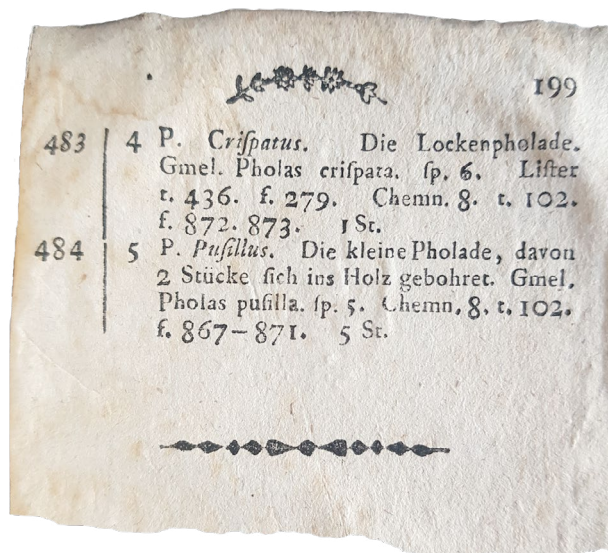 199
483 | 4 P. Criſpatus. Die Lockenpholade.
Gmel. Pholas criſpata. ſp. 6. Liſter
t. 436. f. 279. Chemn. 8. t. 102.
f. 872. 873. 1 St.
484 | 5 P. Puſillus. Die kleine Pholade, davon
2 Stücke ſich ins Holz gebohret. Gmel.
Pholas puſilla. ſp. 5. Chemn. 8. t. 102.
f. 867–871. 5 St.